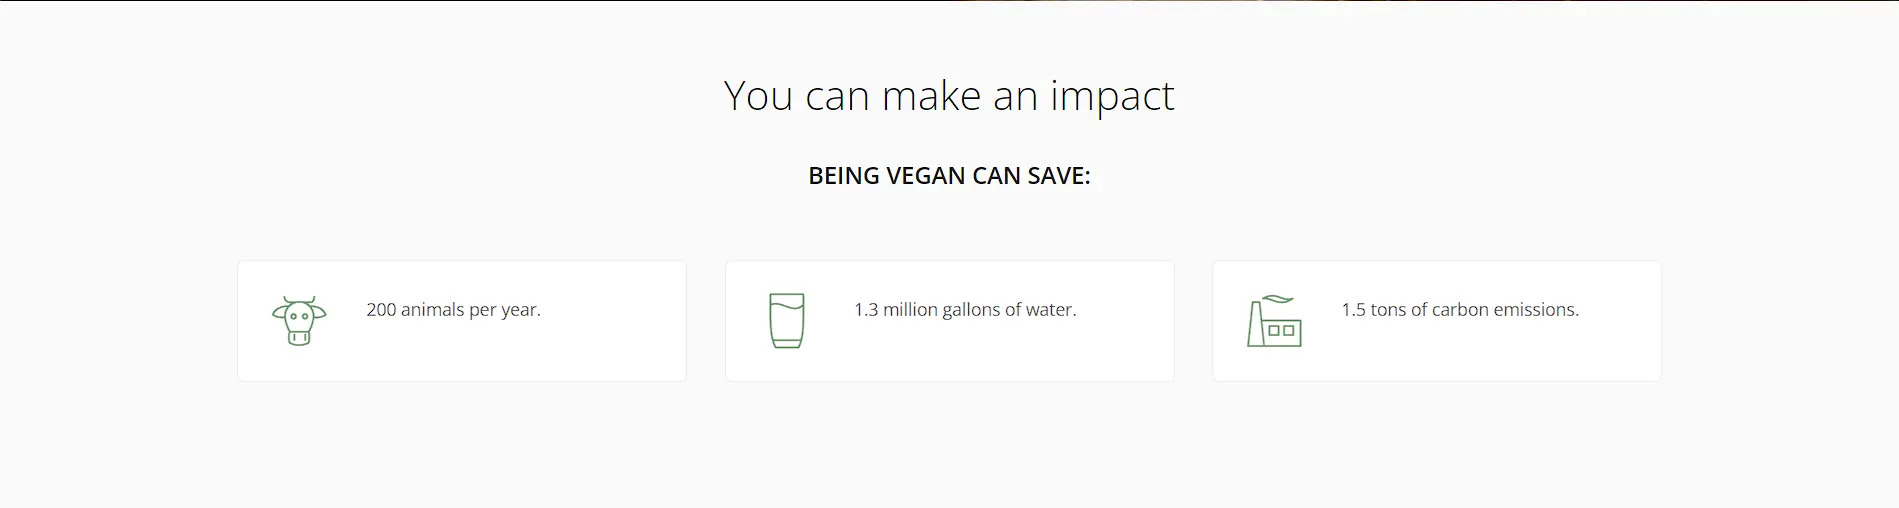 You can make an impact
BEING VEGAN CAN SAVE:
200 animals per year.
1.3 million gallons of water.
1.5 tons of carbon emissions.